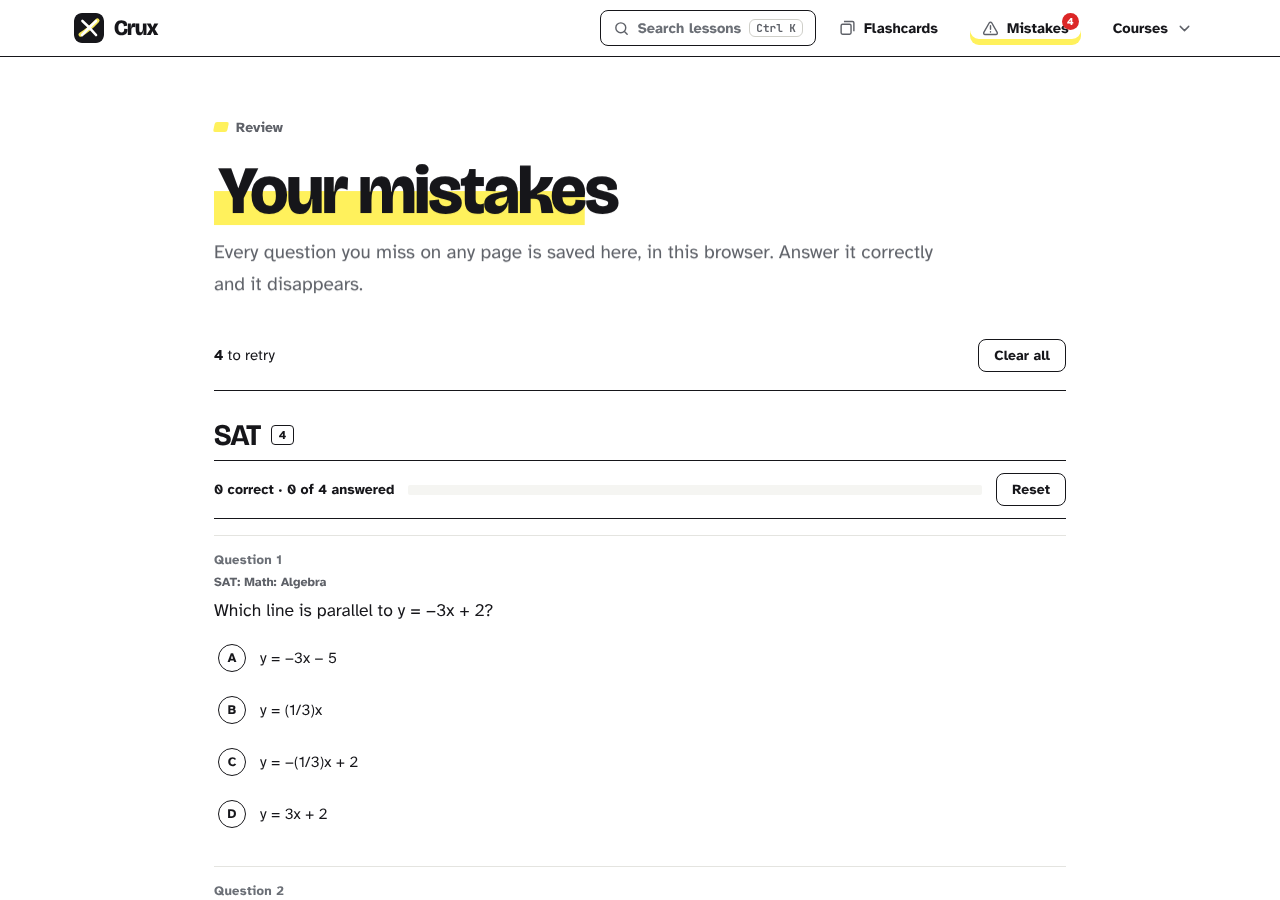 Crux
Search lessons Ctrl K
Flashcards
Mistakes 4
Courses
Review
Your mistakes
Every question you miss on any page is saved here, in this browser. Answer it correctly
and it disappears.
4 to retry
Clear all
SAT 4
0 correct · 0 of 4 answered
Reset
Question 1
SAT: Math: Algebra
Which line is parallel to y = −3x + 2?
A y = −3x − 5
B y = (1/3)x
C y = −(1/3)x + 2
D y = 3x + 2
Question 2